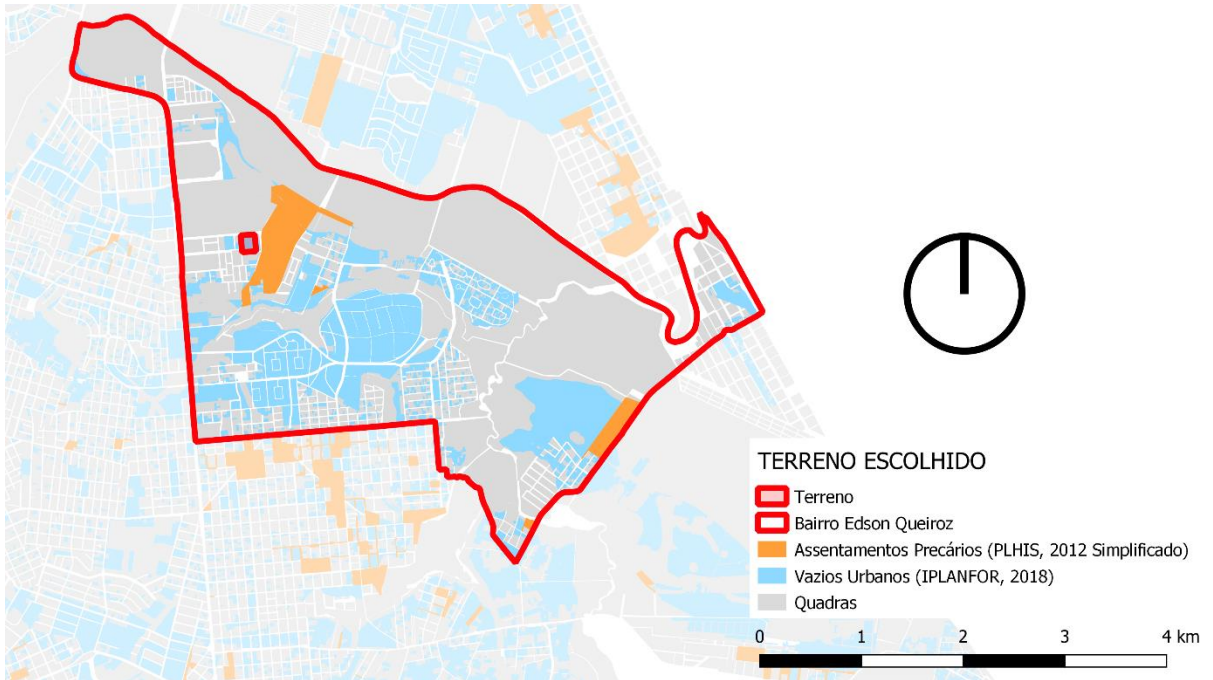 TERRENO ESCOLHIDO
Terreno
Bairro Edson Queiroz
Assentamentos Precários (PLHIS, 2012 Simplificado)
Vazios Urbanos (IPLANFOR, 2018)
Quadras
0 1 2 3 4 km